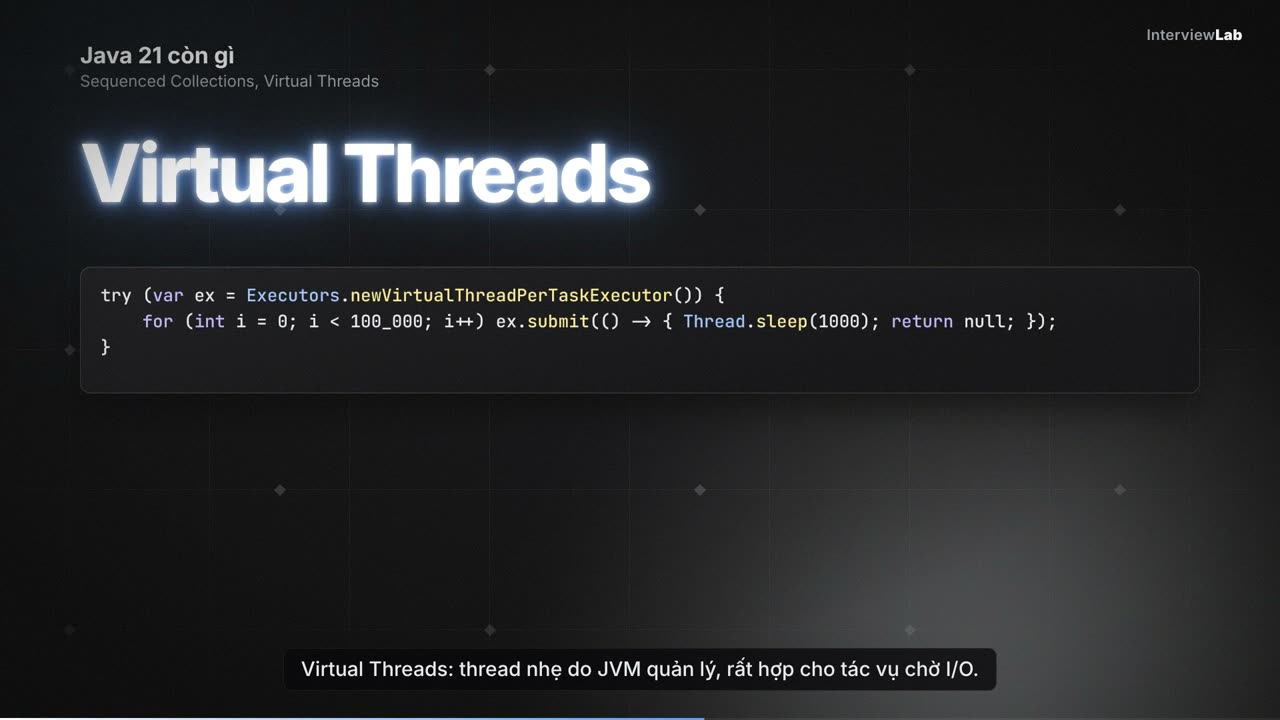 Java 21 còn gì
InterviewLab
Sequenced Collections, Virtual Threads
Virtual Threads
try (var ex = Executors.newVirtualThreadPerTaskExecutor()) {
    for (int i = 0; i < 100_000; i++) ex.submit(() -> { Thread.sleep(1000); return null; });
}
Virtual Threads: thread nhẹ do JVM quản lý, rất hợp cho tác vụ chờ I/O.